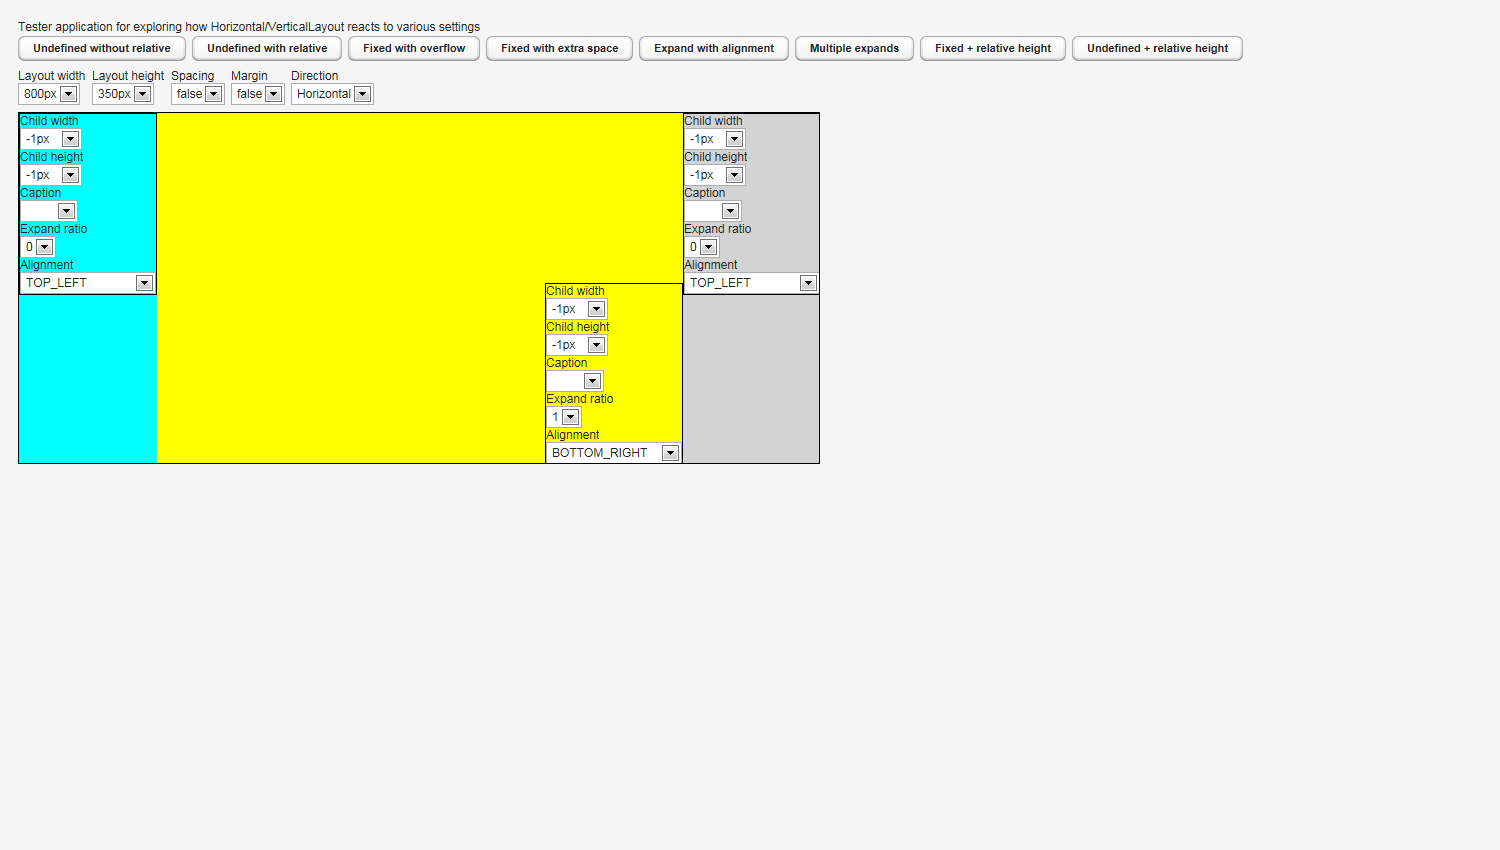 Tester application for exploring how Horizontal/VerticalLayout reacts to various settings
Undefined without relative Undefined with relative Fixed with overflow Fixed with extra space Expand with alignment Multiple expands Fixed + relative height Undefined + relative height
Layout width Layout height Spacing Margin Direction
800px 350px false false Horizontal
Child width
-1px
Child height
-1px
Caption
Expand ratio
0
Alignment
TOP_LEFT
Child width
-1px
Child height
-1px
Caption
Expand ratio
1
Alignment
BOTTOM_RIGHT
Child width
-1px
Child height
-1px
Caption
Expand ratio
0
Alignment
TOP_LEFT